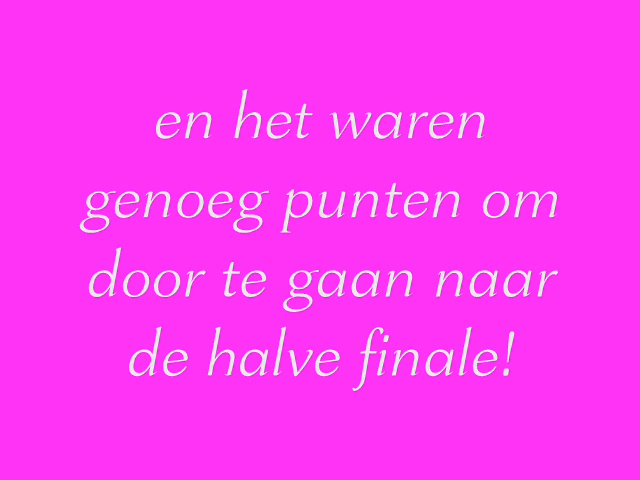 en het waren
genoeg punten om
door te gaan naar
de halve finale!